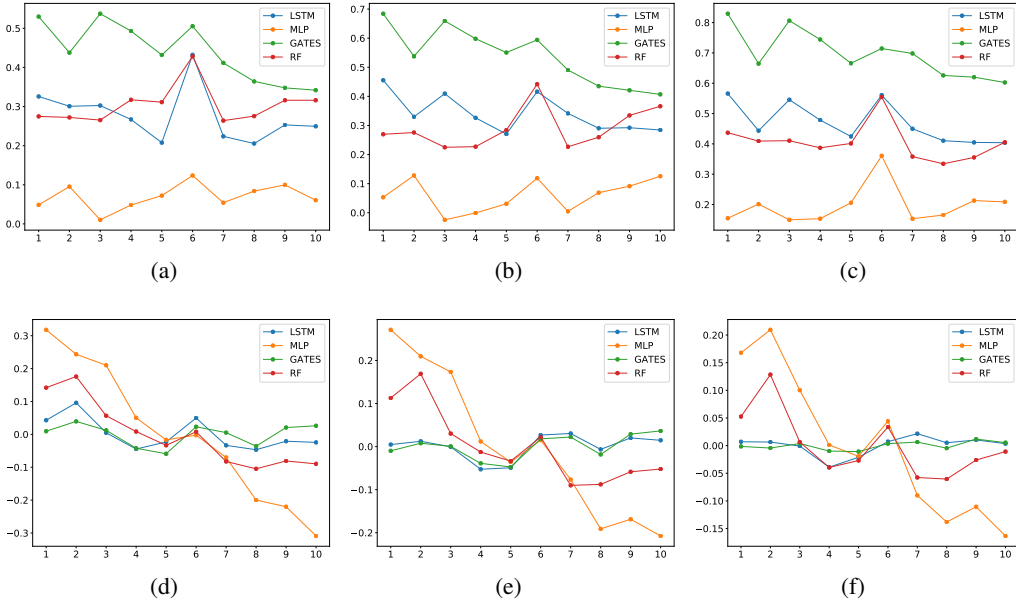 0.5
0.4
0.3
0.2
0.1
0.0
1 2 3 4 5 6 7 8 9 10
LSTM
MLP
GATES
RF
(a)
0.7
0.6
0.5
0.4
0.3
0.2
0.1
0.0
1 2 3 4 5 6 7 8 9 10
LSTM
MLP
GATES
RF
(b)
0.8
0.7
0.6
0.5
0.4
0.3
0.2
1 2 3 4 5 6 7 8 9 10
LSTM
MLP
GATES
RF
(c)
0.3
0.2
0.1
0.0
−0.1
−0.2
−0.3
1 2 3 4 5 6 7 8 9 10
LSTM
MLP
GATES
RF
(d)
0.2
0.1
0.0
−0.1
−0.2
1 2 3 4 5 6 7 8 9 10
LSTM
MLP
GATES
RF
(e)
0.20
0.15
0.10
0.05
0.00
−0.05
−0.10
−0.15
1 2 3 4 5 6 7 8 9 10
LSTM
MLP
GATES
RF
(f)